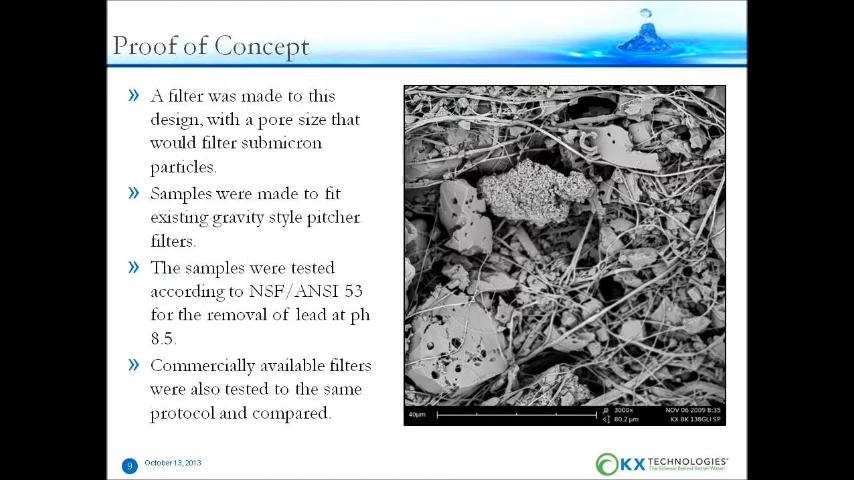 Proof of Concept
» A filter was made to this
design, with a pore size that
would filter submicron
particles.
» Samples were made to fit
existing gravity style pitcher
filters.
» The samples were tested
according to NSF/ANSI 53
for the removal of lead at ph
8.5.
» Commercially available filters
were also tested to the same
protocol and compared.
40µm
3000x
80.2 µm
NOV 06 2009 8:35
KX BK 138GLI SP
9
October 13, 2013
KX TECHNOLOGIES
The Science Behind Better Water